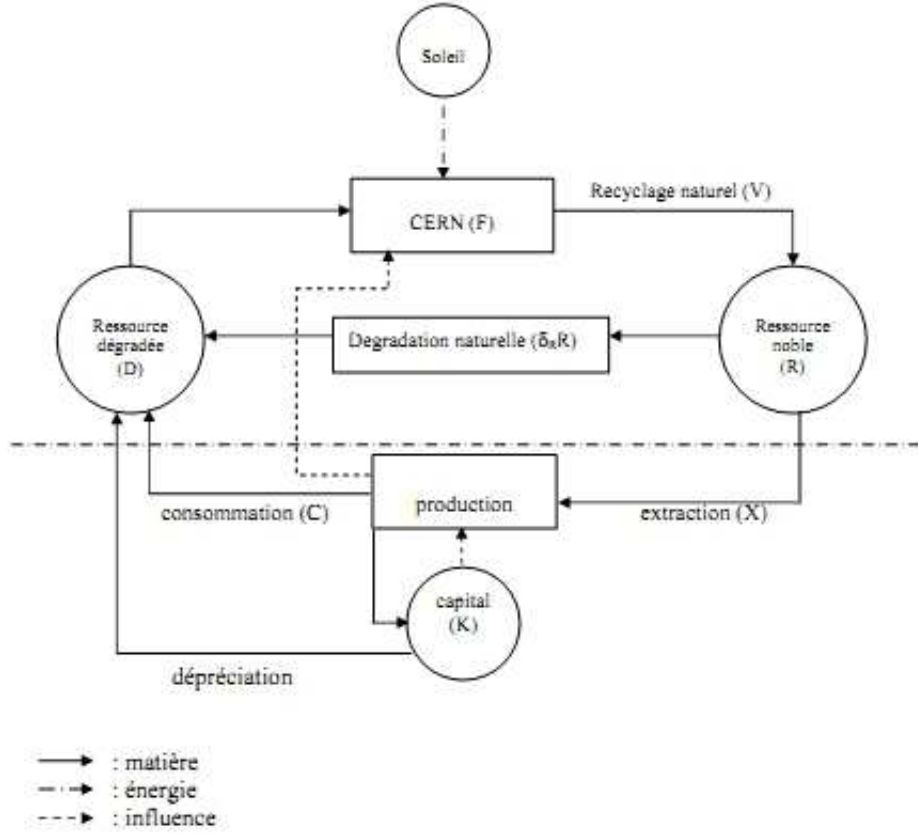 Soleil
Recyclage naturel (V)
CERN (F)
Ressource
dégradée
(D)
Degradation naturelle (δRR)
Ressource
noble
(R)
consommation (C)
production
extraction (X)
capital
(K)
dépréciation
: matière
: énergie
: influence